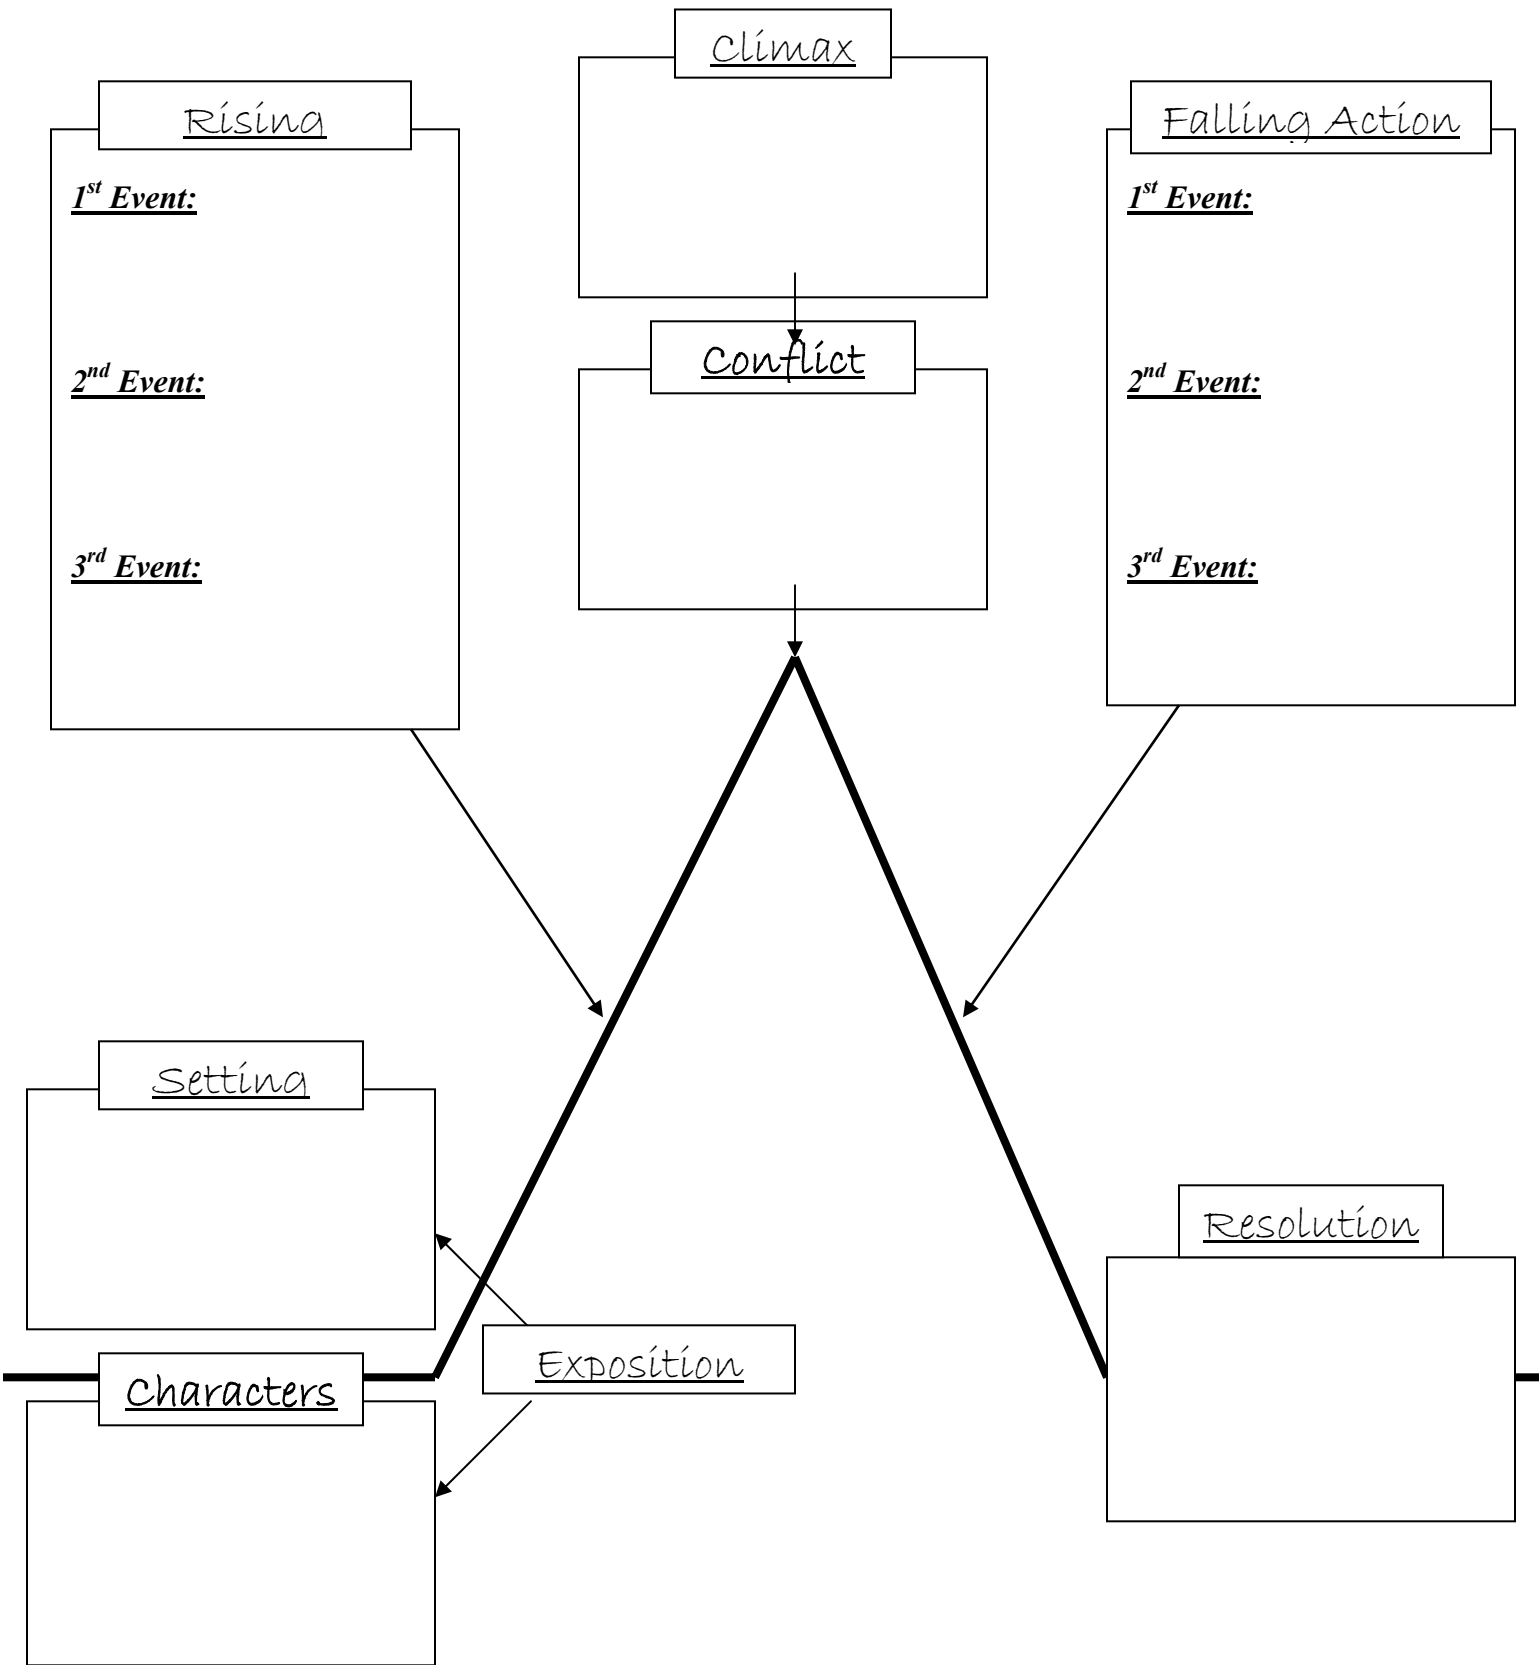 Climax
Rising
Falling Action
1st Event:
1st Event:
Conflict
2nd Event:
2nd Event:
3rd Event:
3rd Event:
Setting
Resolution
Exposition
Characters